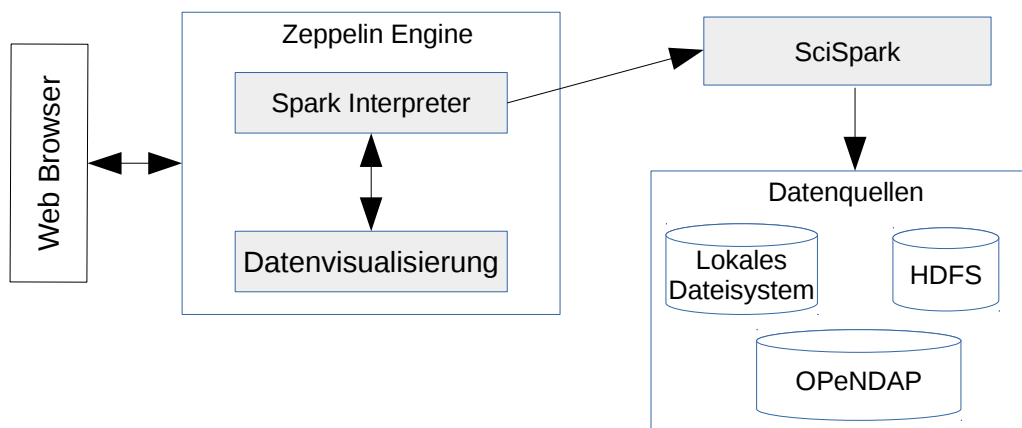 Web Browser
Zeppelin Engine
Spark Interpreter
Datenvisualisierung
SciSpark
Datenquellen
Lokales
Dateisystem
HDFS
OPeNDAP